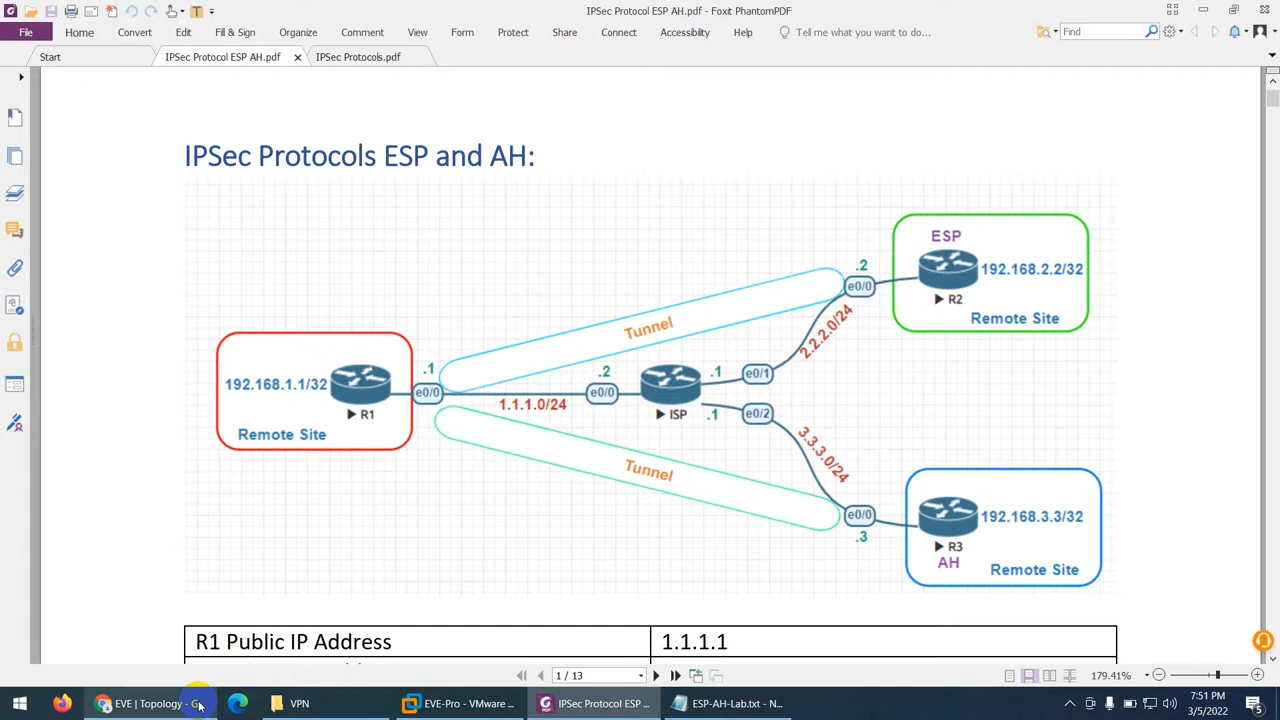 IPSec Protocol ESP AH.pdf - Foxit PhantomPDF
File Home Convert Edit Fill & Sign Organize Comment View Form Protect Share Connect Accessibility Help Tell me what you want to do... Find
Start IPSec Protocol ESP AH.pdf IPSec Protocols.pdf
IPSec Protocols ESP and AH:
ESP
.2
192.168.2.2/32
e0/0
R2
Remote Site
2.2.2.0/24
Tunnel
.1
.2
.1
e0/1
192.168.1.1/32
e0/0
e0/0
1.1.1.0/24
R1
ISP
.1
e0/2
Remote Site
3.3.3.0/24
Tunnel
e0/0
192.168.3.3/32
.3
R3
AH
Remote Site
R1 Public IP Address 1.1.1.1
1 / 13
179.41%
EVE | Topology - G
VPN
EVE-Pro - VMware ...
IPSec Protocol ESP ...
ESP-AH-Lab.txt - N...
7:51 PM
3/5/2022
5